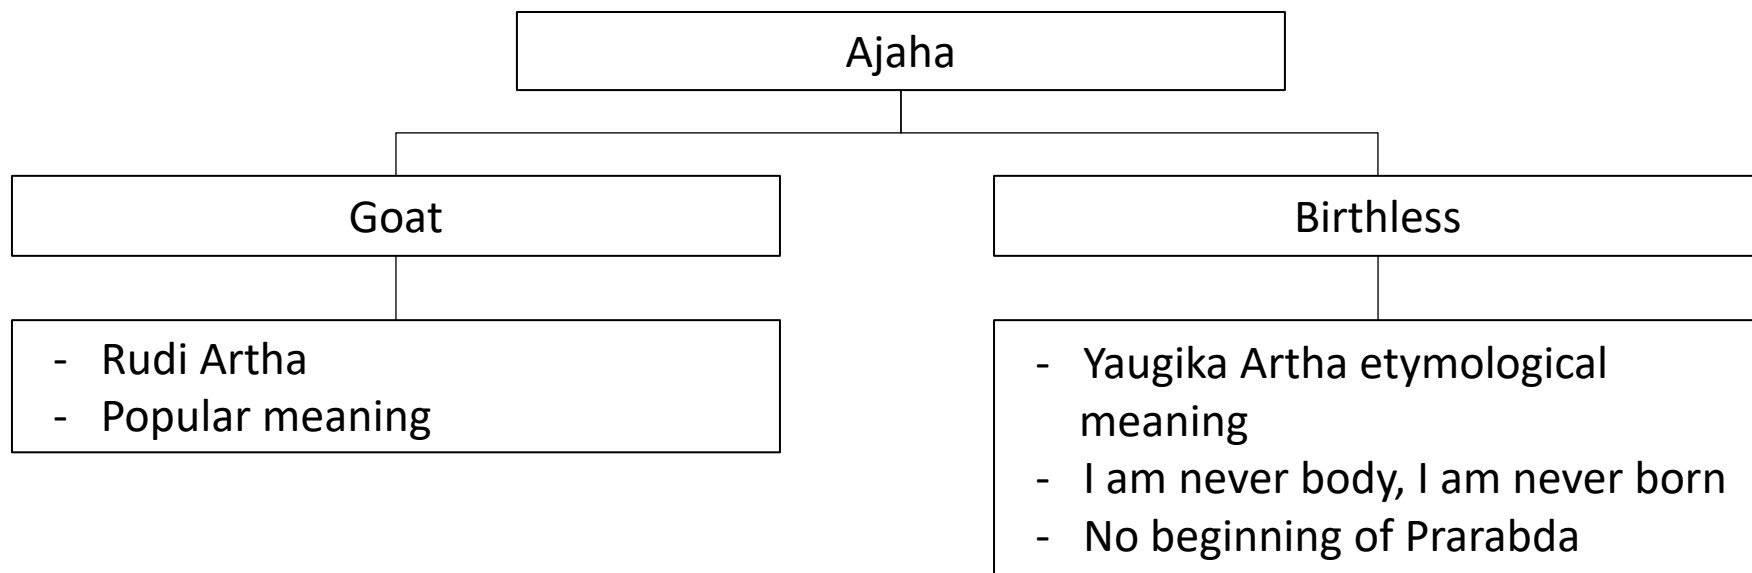 Ajaha
Goat
Birthless
- Rudi Artha
- Popular meaning
- Yaugika Artha etymological
meaning
- I am never body, I am never born
- No beginning of Prarabda